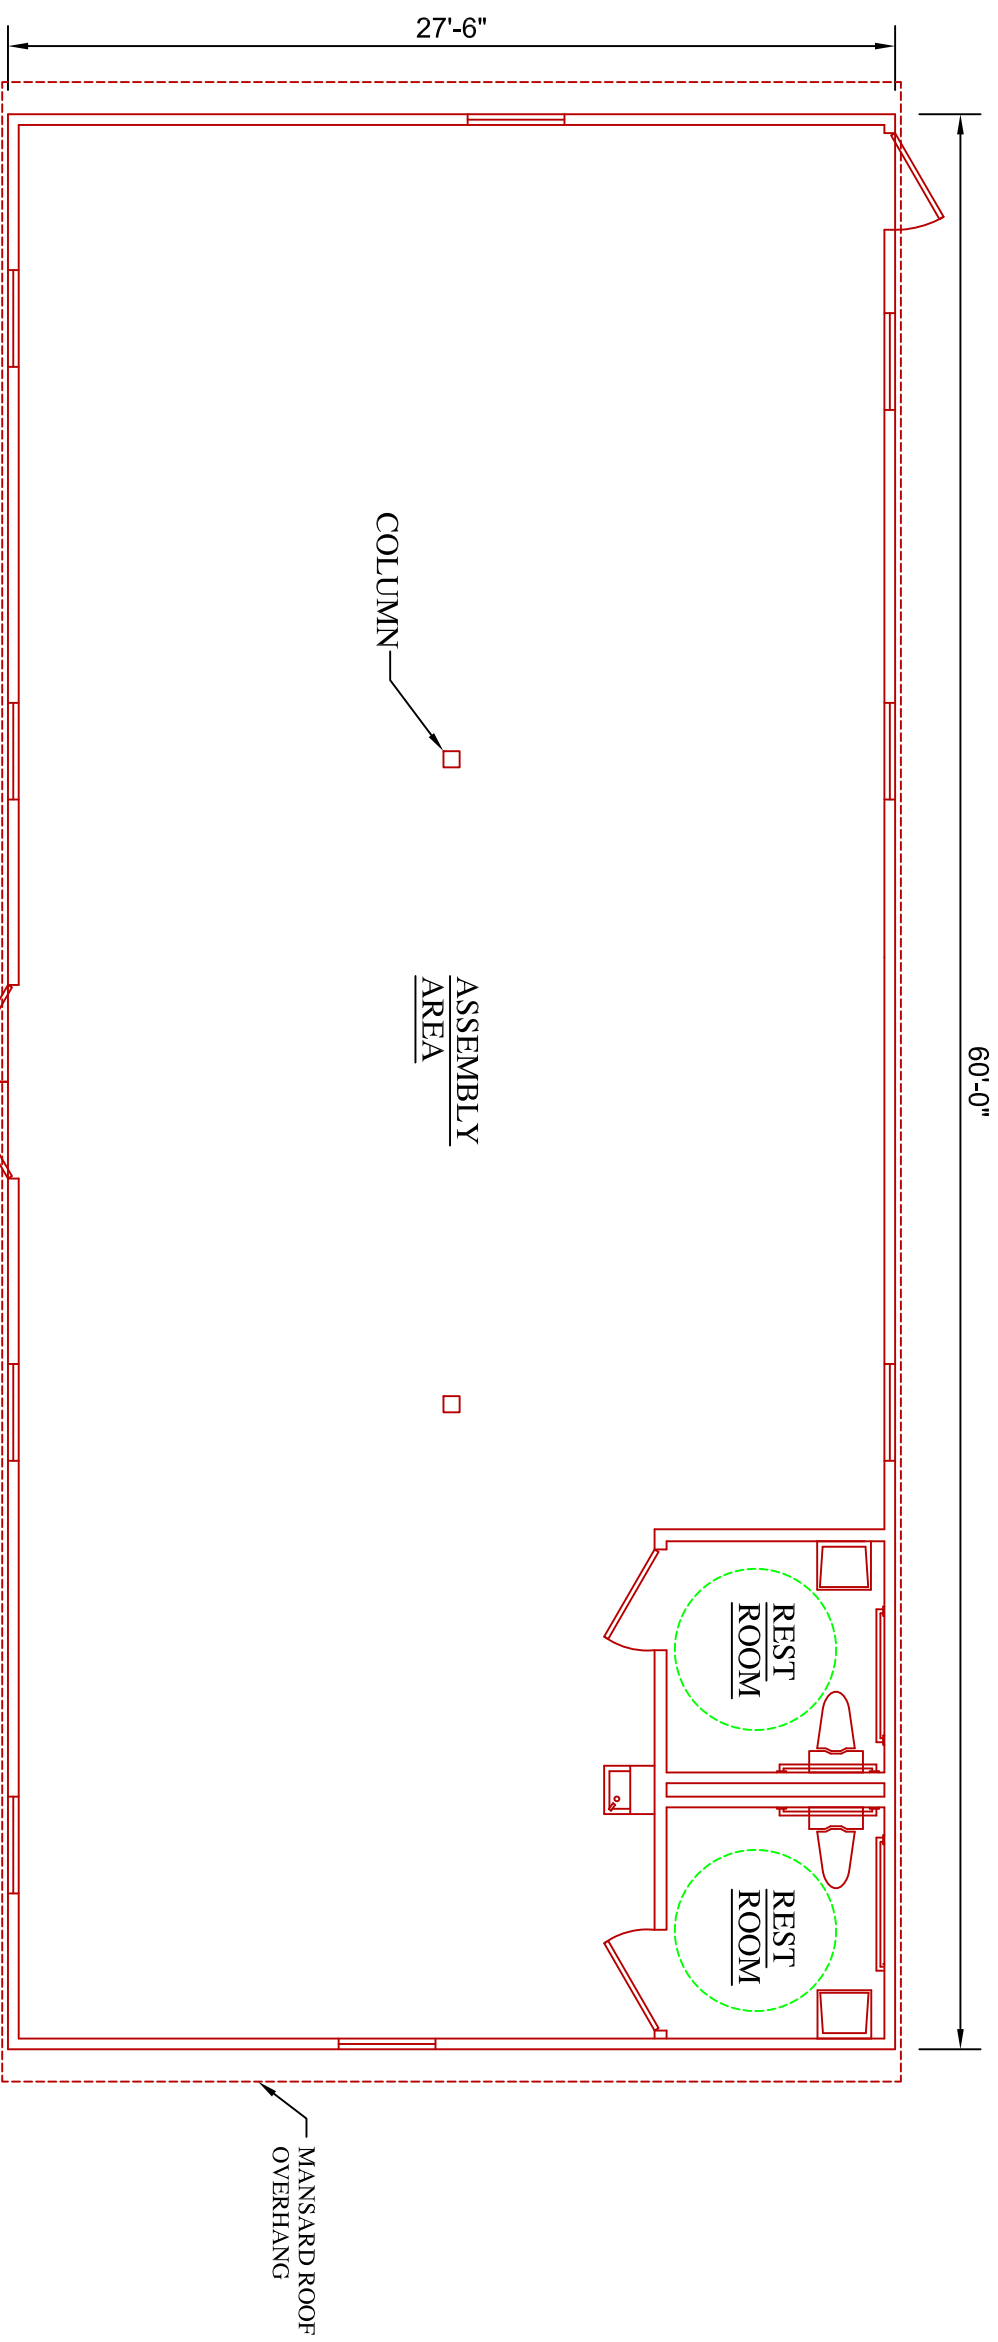 27'-6"
60'-0"
COLUMN
ASSEMBLY
AREA
REST
ROOM
REST
ROOM
MANSARD ROOF
OVERHANG